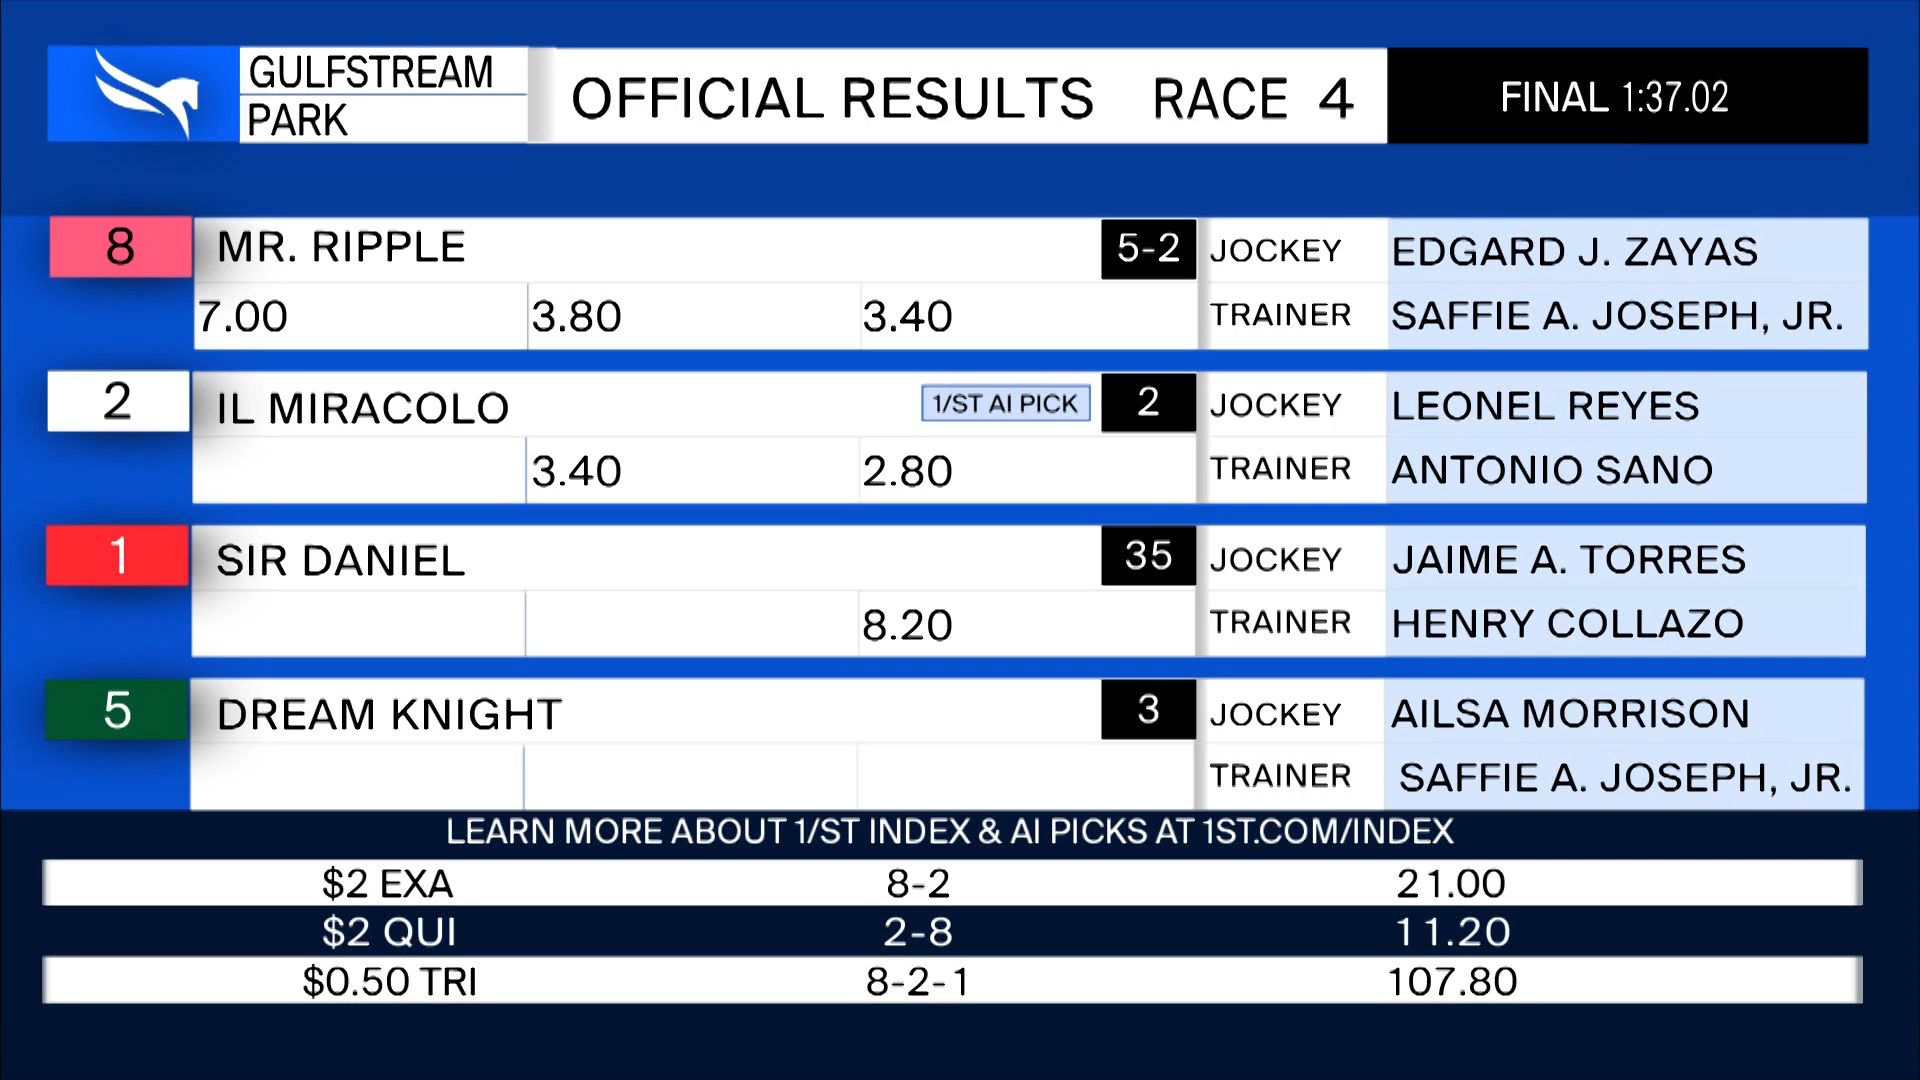 GULFSTREAM
PARK
OFFICIAL RESULTS RACE 4
FINAL 1:37.02
8 MR. RIPPLE 5-2 JOCKEY EDGARD J. ZAYAS
7.00 3.80 3.40 TRAINER SAFFIE A. JOSEPH, JR.
2 IL MIRACOLO 1/ST AI PICK 2 JOCKEY LEONEL REYES
3.40 2.80 TRAINER ANTONIO SANO
1 SIR DANIEL 35 JOCKEY JAIME A. TORRES
8.20 TRAINER HENRY COLLAZO
5 DREAM KNIGHT 3 JOCKEY AILSA MORRISON
TRAINER SAFFIE A. JOSEPH, JR.
LEARN MORE ABOUT 1/ST INDEX & AI PICKS AT 1ST.COM/INDEX
$2 EXA 8-2 21.00
$2 QUI 2-8 11.20
$0.50 TRI 8-2-1 107.80